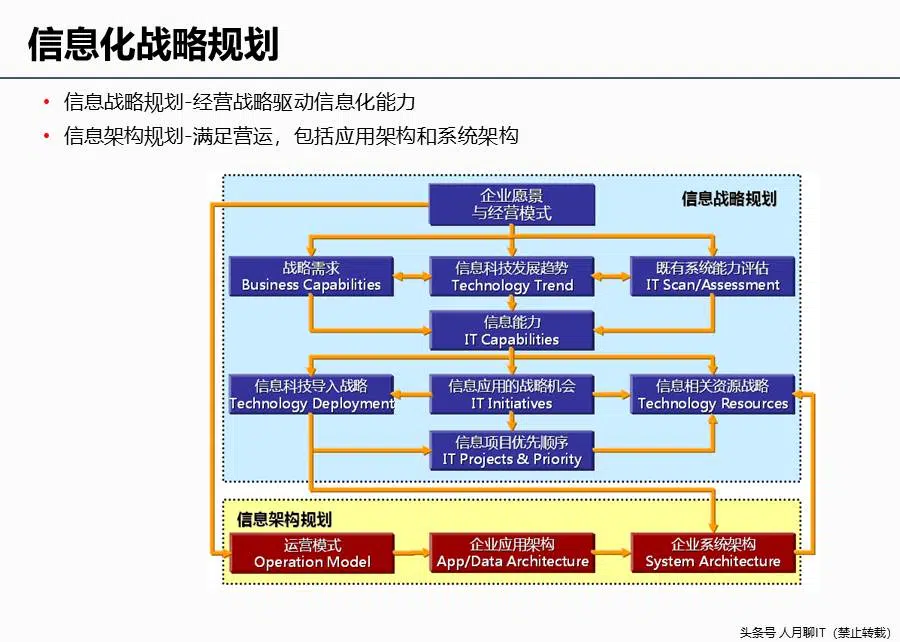 信息化战略规划
• 信息战略规划-经营战略驱动信息化能力
• 信息架构规划-满足营运，包括应用架构和系统架构
企业愿景
与经营模式
信息战略规划
战略需求
Business Capabilities
信息科技发展趋势
Technology Trend
既有系统能力评估
IT Scan/Assessment
信息能力
IT Capabilities
信息科技导入战略
Technology Deployment
信息应用的战略机会
IT Initiatives
信息相关资源战略
Technology Resources
信息项目优先顺序
IT Projects & Priority
信息架构规划
运营模式
Operation Model
企业应用架构
App/Data Architecture
企业系统架构
System Architecture
头条号 人月聊IT（禁止转载）